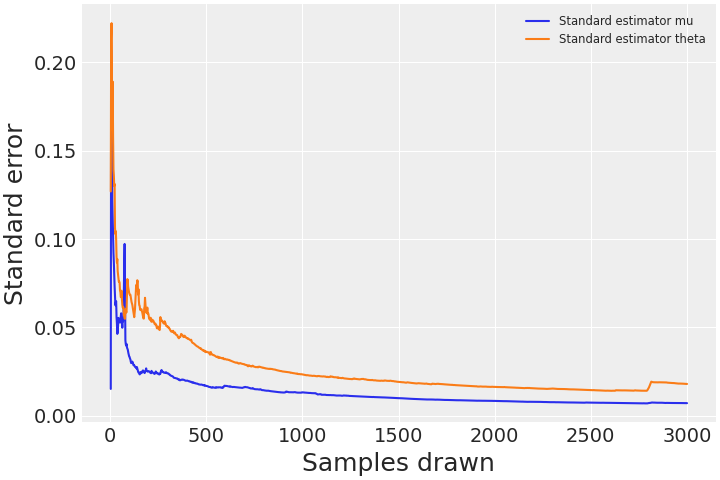 Standard estimator mu
Standard estimator theta
0.20
0.15
0.10
0.05
0.00
Standard error
0 500 1000 1500 2000 2500 3000
Samples drawn